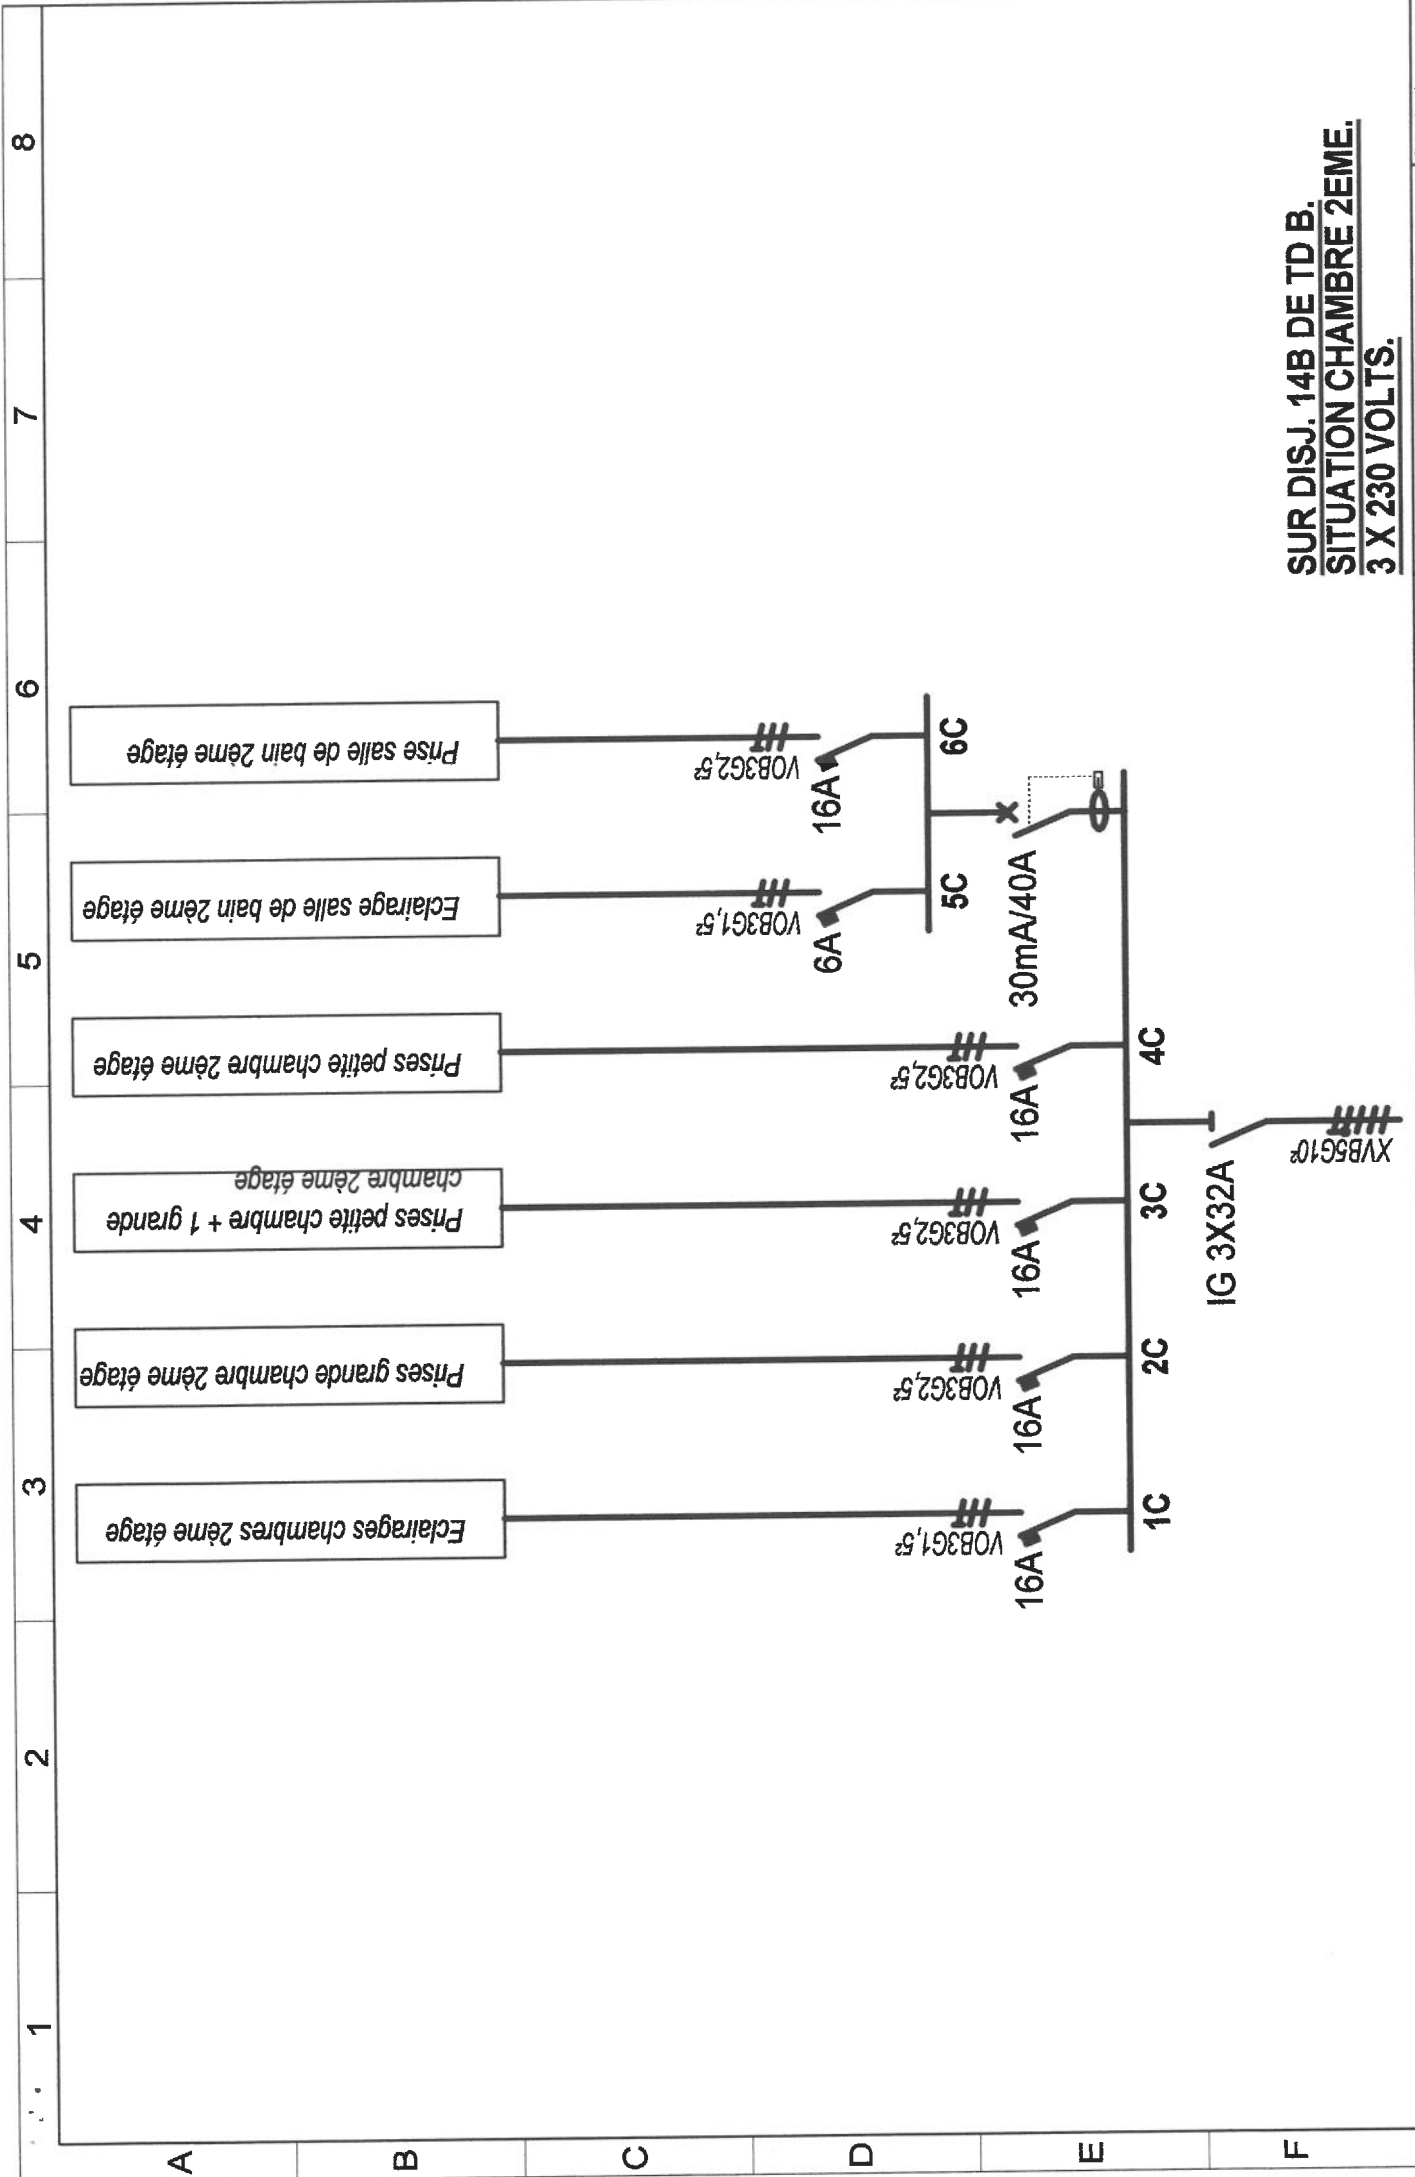 1 2 3 4 5 6 7 8
A
B
C
D
E
F
Eclairages chambres 2ème étage
VOB3G1,5²
16A
1C
Prises grande chambre 2ème étage
VOB3G2,5²
16A
2C
Prises petite chambre + 1 grande
chambre 2ème étage
VOB3G2,5²
16A
3C
Prises petite chambre 2ème étage
VOB3G2,5²
16A
4C
Eclairage salle de bain 2ème étage
VOB3G1,5²
6A
5C
Prise salle de bain 2ème étage
VOB3G2,5²
16A
6C
30mA/40A
IG 3X32A
XVB5G10²
SUR DISJ. 14B DE TD B.
SITUATION CHAMBRE 2EME.
3 X 230 VOLTS.